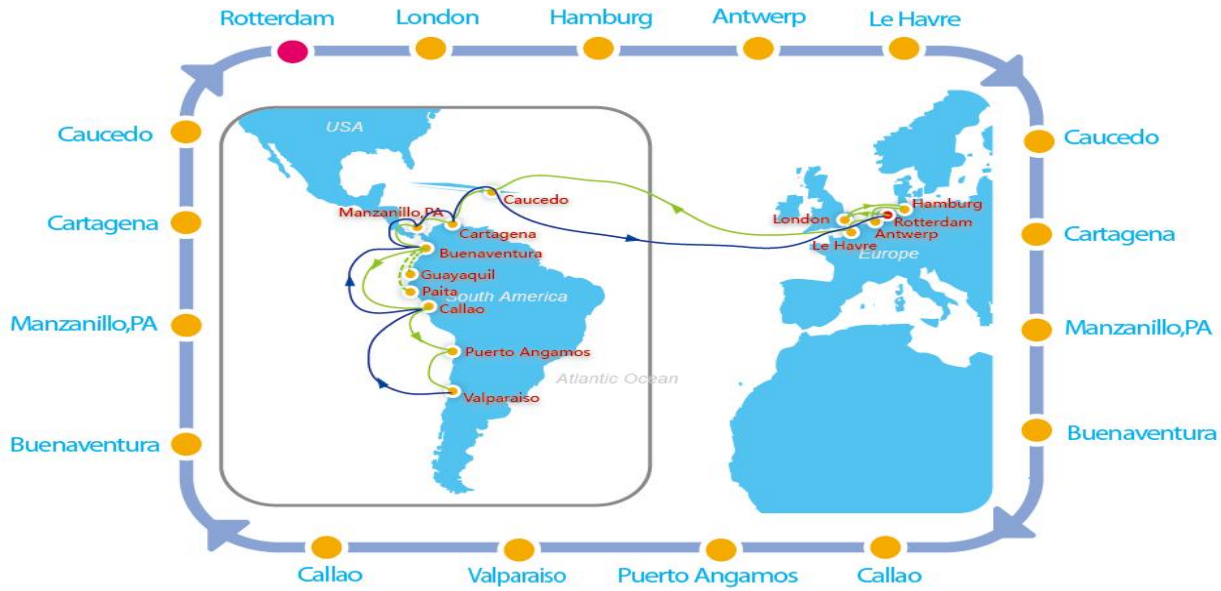 Rotterdam
London
Hamburg
Antwerp
Le Havre
Caucedo
Cartagena
Manzanillo,PA
Buenaventura
Callao
Puerto Angamos
Valparaiso
Callao
Buenaventura
Manzanillo,PA
Cartagena
Caucedo
USA
Caucedo
Manzanillo,PA
Cartagena
Buenaventura
Guayaquil
Paita
South America
Callao
Puerto Angamos
Atlantic Ocean
Valparaiso
Hamburg
London
Rotterdam
Antwerp
Le Havre
Europe